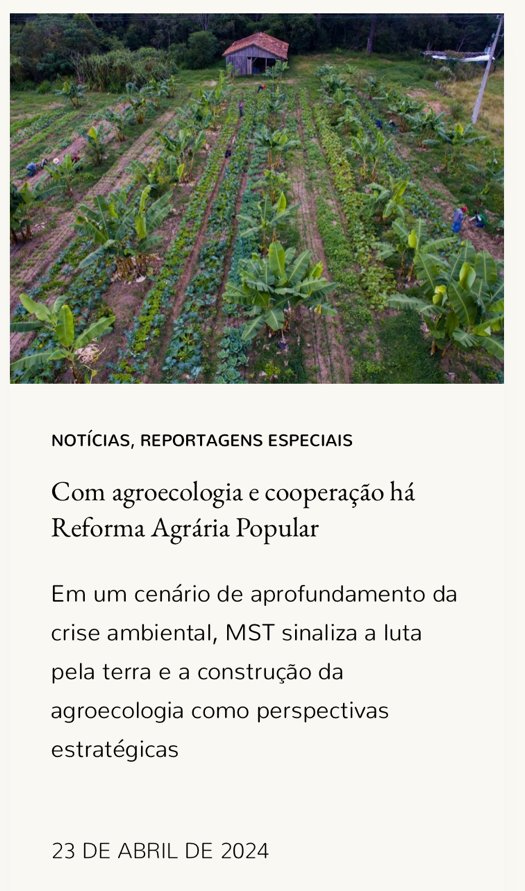 NOTÍCIAS, REPORTAGENS ESPECIAIS
Com agroecologia e cooperação há
Reforma Agrária Popular
Em um cenário de aprofundamento da
crise ambiental, MST sinaliza a luta
pela terra e a construção da
agroecologia como perspectivas
estratégicas
23 DE ABRIL DE 2024